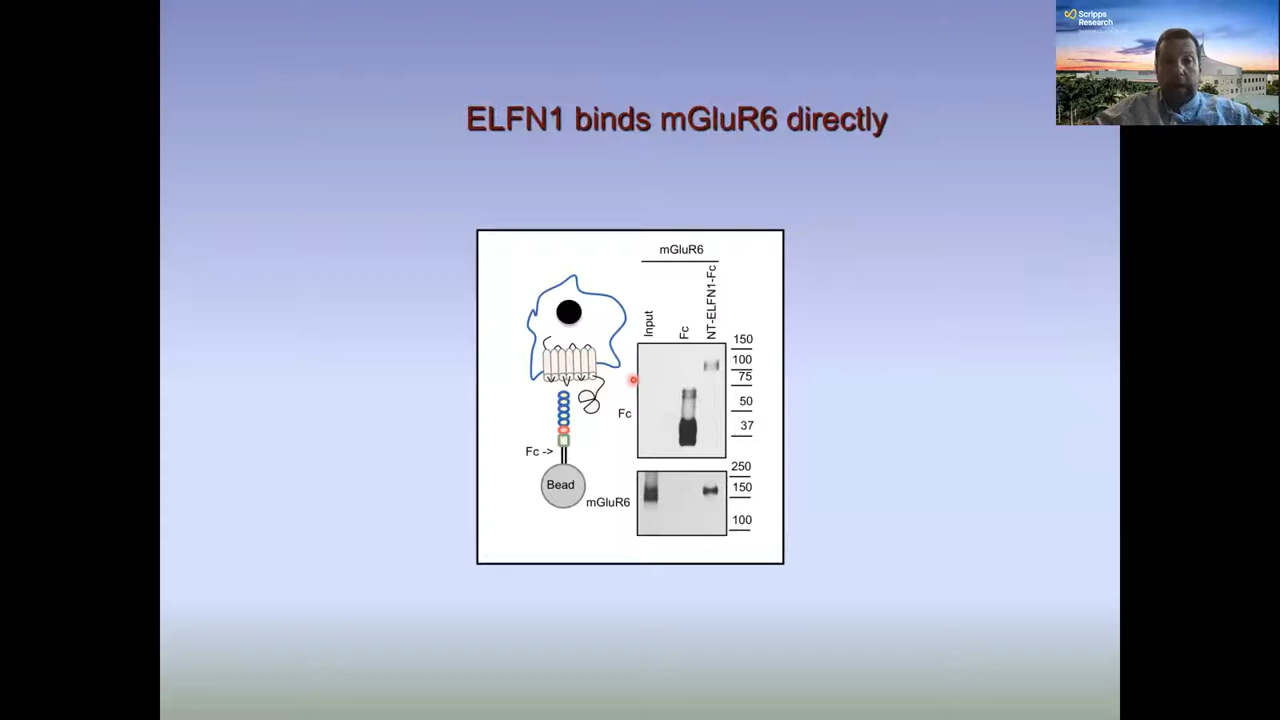 Scripps
Research
ELFN1 binds mGluR6 directly
mGluR6
Input
Fc
NT-ELFN1-Fc
150
100
75
50
37
Fc
Fc ->
Bead
mGluR6
250
150
100